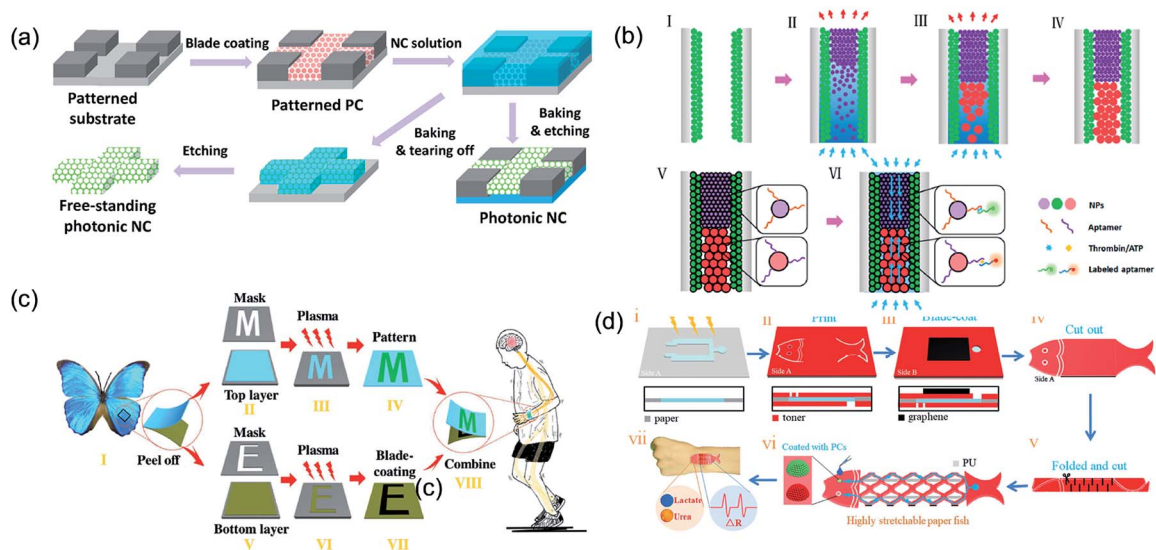 (a)
Blade coating
NC solution
Patterned
substrate
Patterned PC
Baking
& etching
Baking
& tearing off
Etching
Free-standing
photonic NC
Photonic NC
(b)
I
II
III
IV
V
VI
NPs
Aptamer
Thrombin/ATP
Labeled aptamer
(c)
Mask
M
Plasma
M
Pattern
M
Top layer
II
III
IV
I
Peel off
M
Mask
E
Plasma
E
Blade-
coating
E
(c)
Combine
VIII
Bottom layer
V
VI
VII
(d)
i
Side A
paper
ii
Print
Side A
toner
iii
Blade-coat
Side B
graphene
iv
Cut out
Side A
v
Folded and cut
vi
Coated with PCs
PU
Highly stretchable paper fish
vii
Lactate
Urea
ΔR